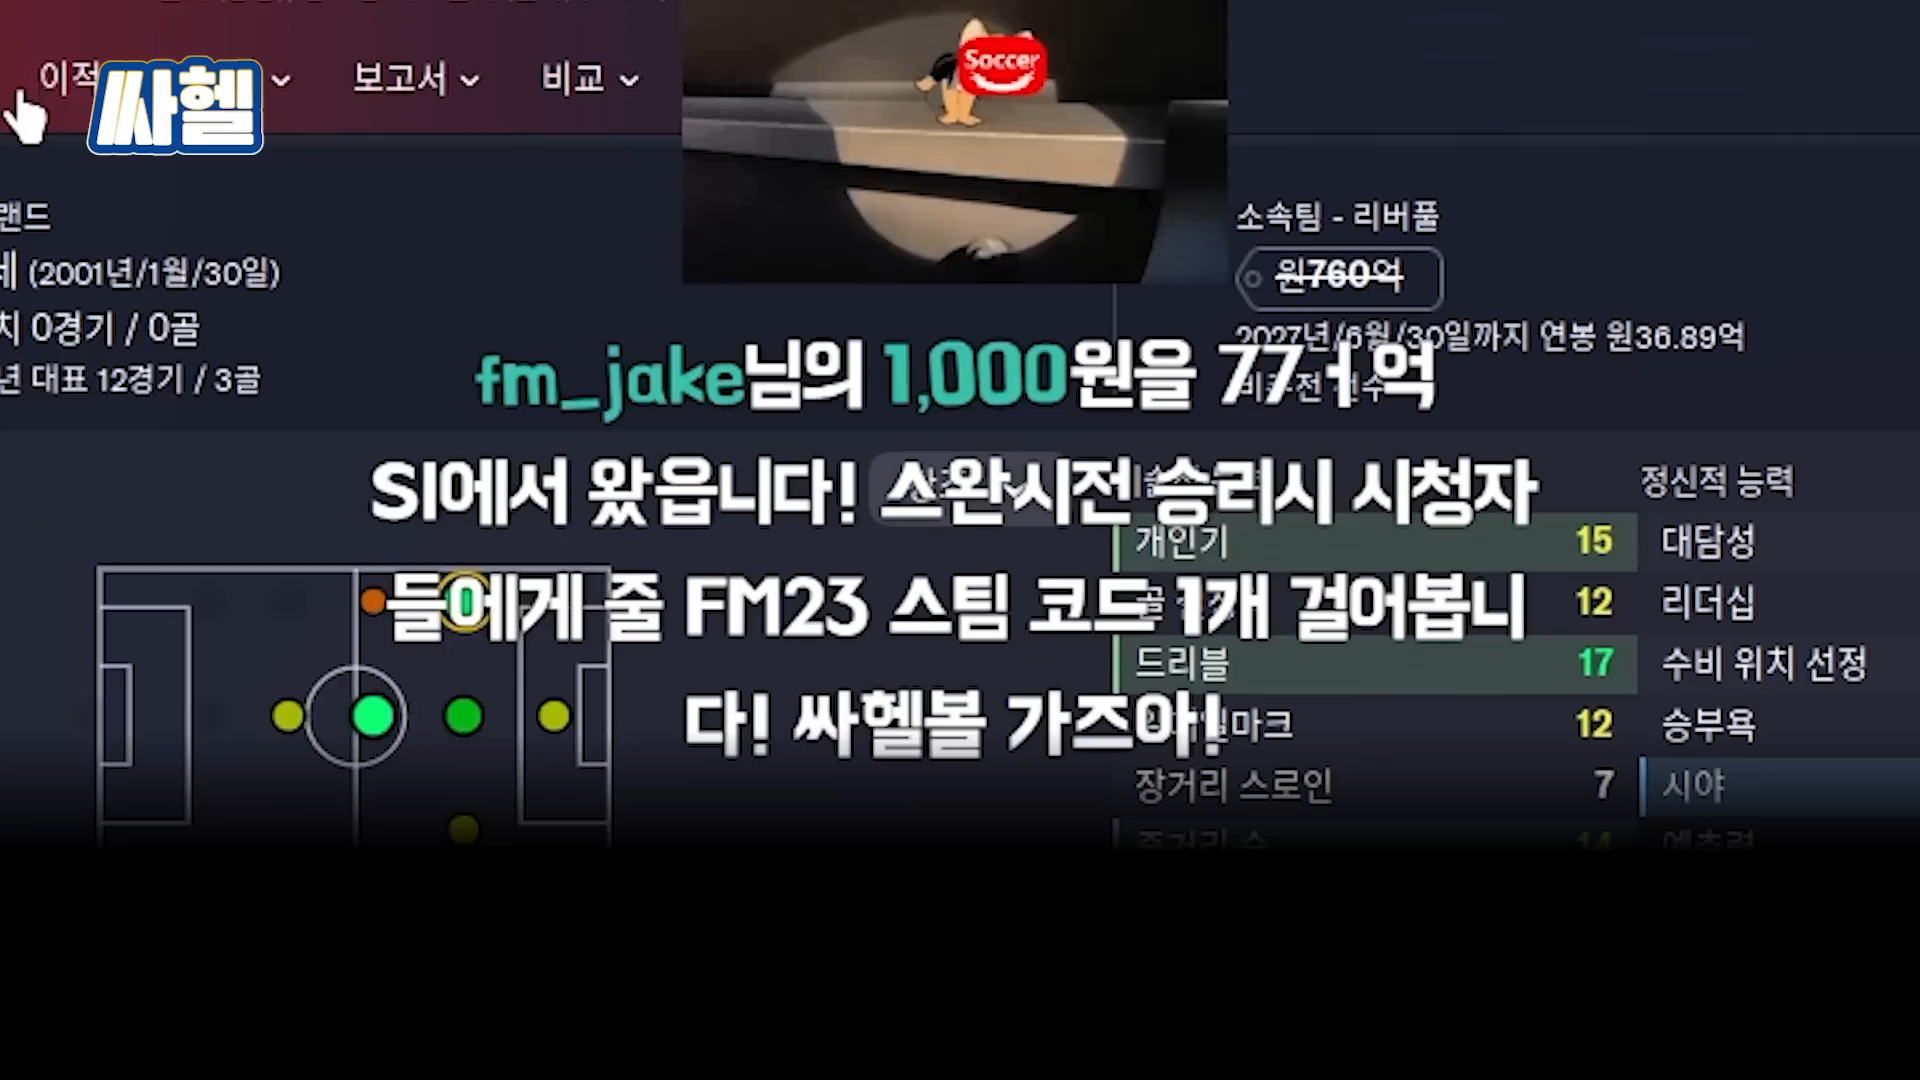 이적
싸헬
보고서
비교
Soccer
랜드
(2001년/1월/30일)
치 0경기 / 0골
년 대표 12경기 / 3골
소속팀 - 리버풀
원760억
2027년/6월/30일까지 연봉 원36.89억
fm_jake님의 1,000원을 77ㅓ억
SI에서 왔읍니다! 스완시전 승리시 시청자
들에게 줄 FM23 스팀 코드 1개 걸어봅니
다! 싸헬볼 가즈아!
정신적 능력
개인기 15 대담성
12 리더십
드리블 17 수비 위치 선정
12 승부욕
장거리 스로인 7 시야
14 예측력